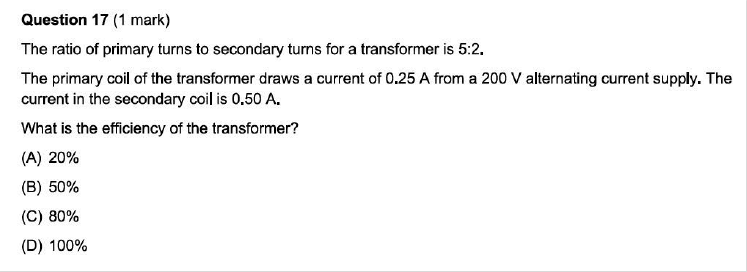 Question 17 (1 mark)
The ratio of primary turns to secondary turns for a transformer is 5:2.
The primary coil of the transformer draws a current of 0.25 A from a 200 V alternating current supply. The
current in the secondary coil is 0.50 A.
What is the efficiency of the transformer?
(A) 20%
(B) 50%
(C) 80%
(D) 100%